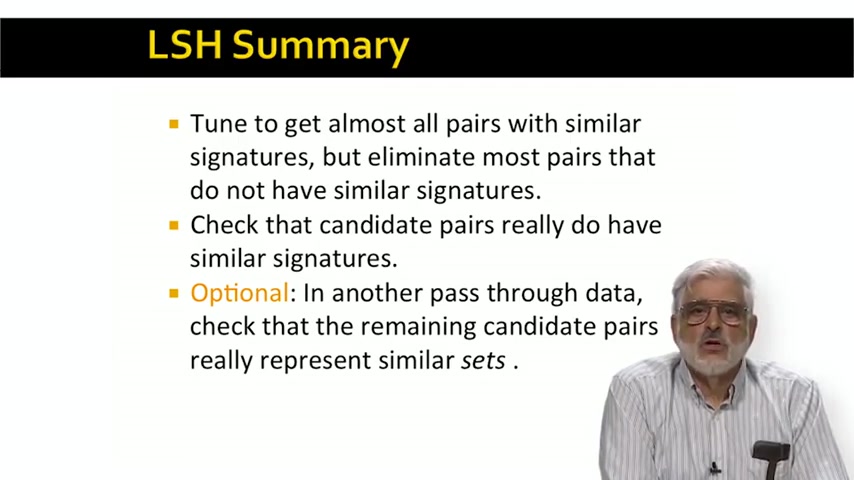 LSH Summary
Tune to get almost all pairs with similar
signatures, but eliminate most pairs that
do not have similar signatures.
Check that candidate pairs really do have
similar signatures.
Optional: In another pass through data,
check that the remaining candidate pairs
really represent similar sets .